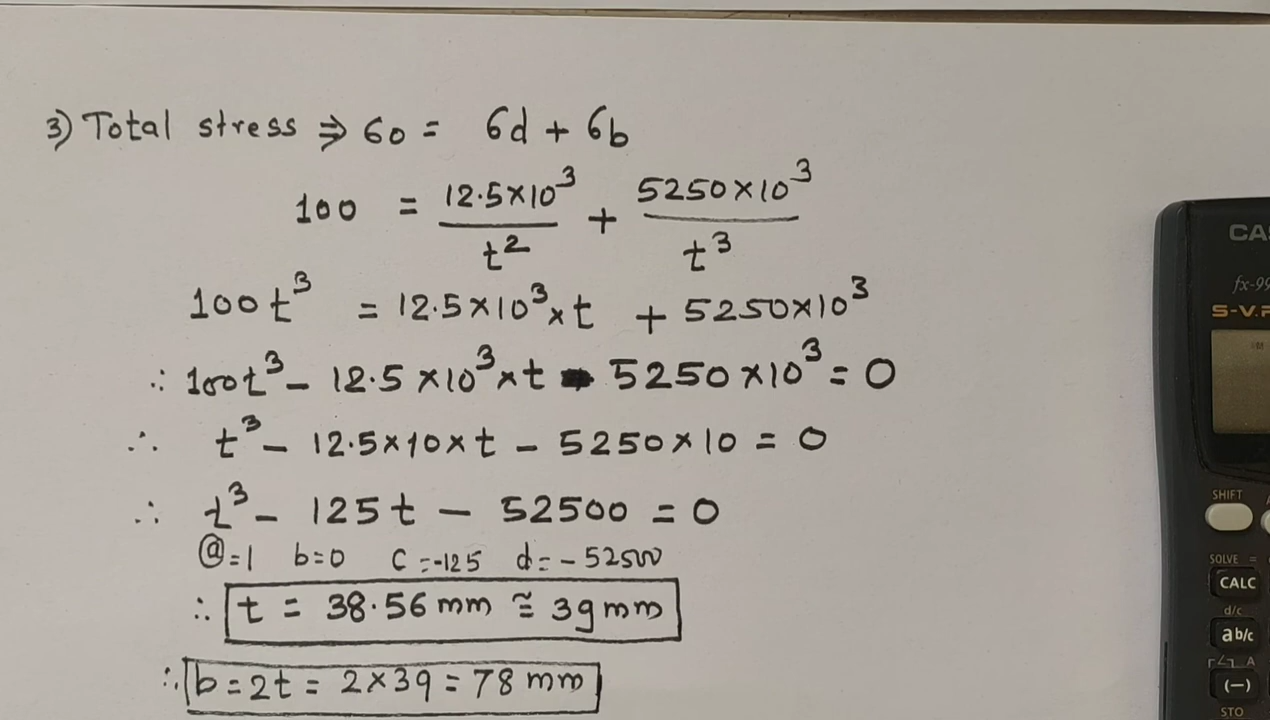 3) Total stress ⇒ 6o = 6d + 6b
100 = 12.5×10³/t² + 5250×10³/t³
100t³ = 12.5×10³×t + 5250×10³
∴ 100t³ - 12.5×10³×t - 5250×10³ = 0
∴ t³ - 12.5×10×t - 5250×10 = 0
∴ t³ - 125t - 52500 = 0
@=1 b=0 c=-125 d=-52500
∴ t = 38.56 mm ≅ 39 mm
∴ b=2t = 2×39 = 78 mm
S-V.P
SHIFT
SOLVE =
CALC
d/c
ab/c
A
(−)
STO